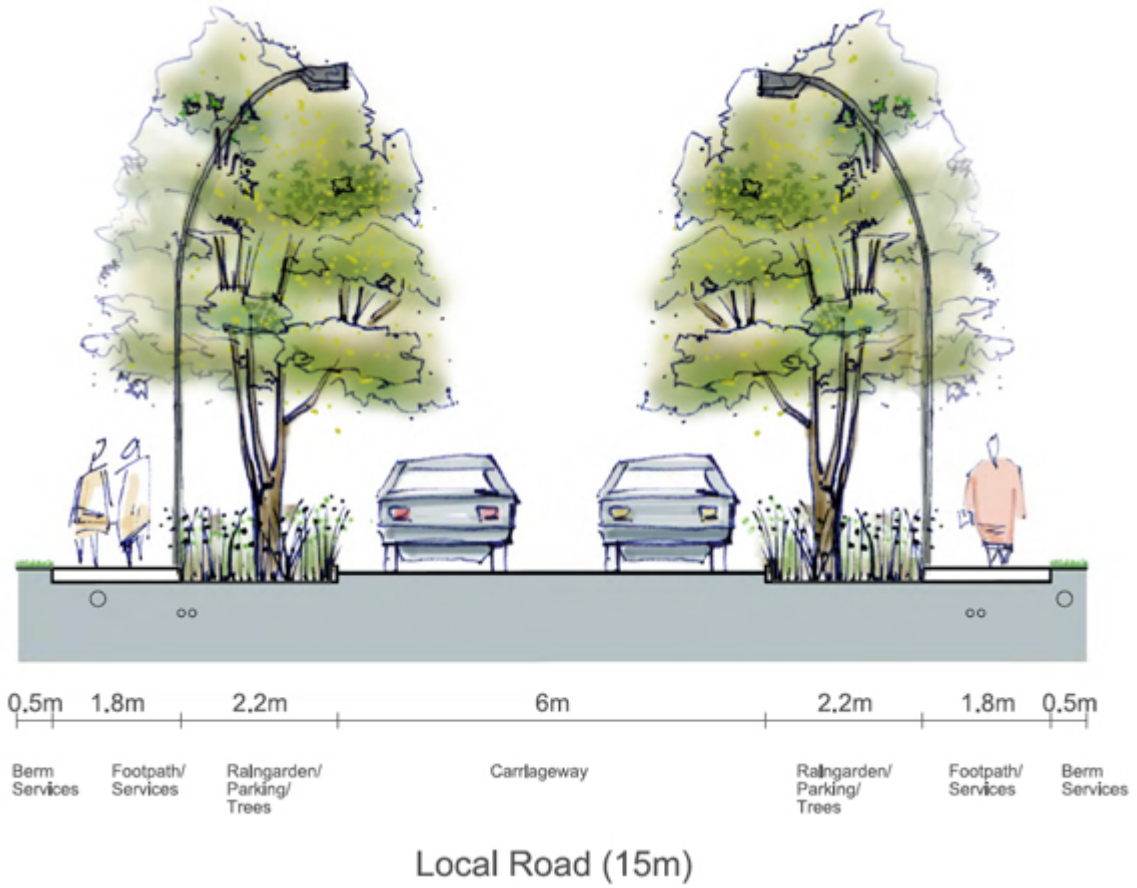 0.5m 1.8m 2.2m 6m 2.2m 1.8m 0.5m
Berm
Services
Footpath/
Services
Raingarden/
Parking/
Trees
Carriageway
Raingarden/
Parking/
Trees
Footpath/
Services
Berm
Services
Local Road (15m)